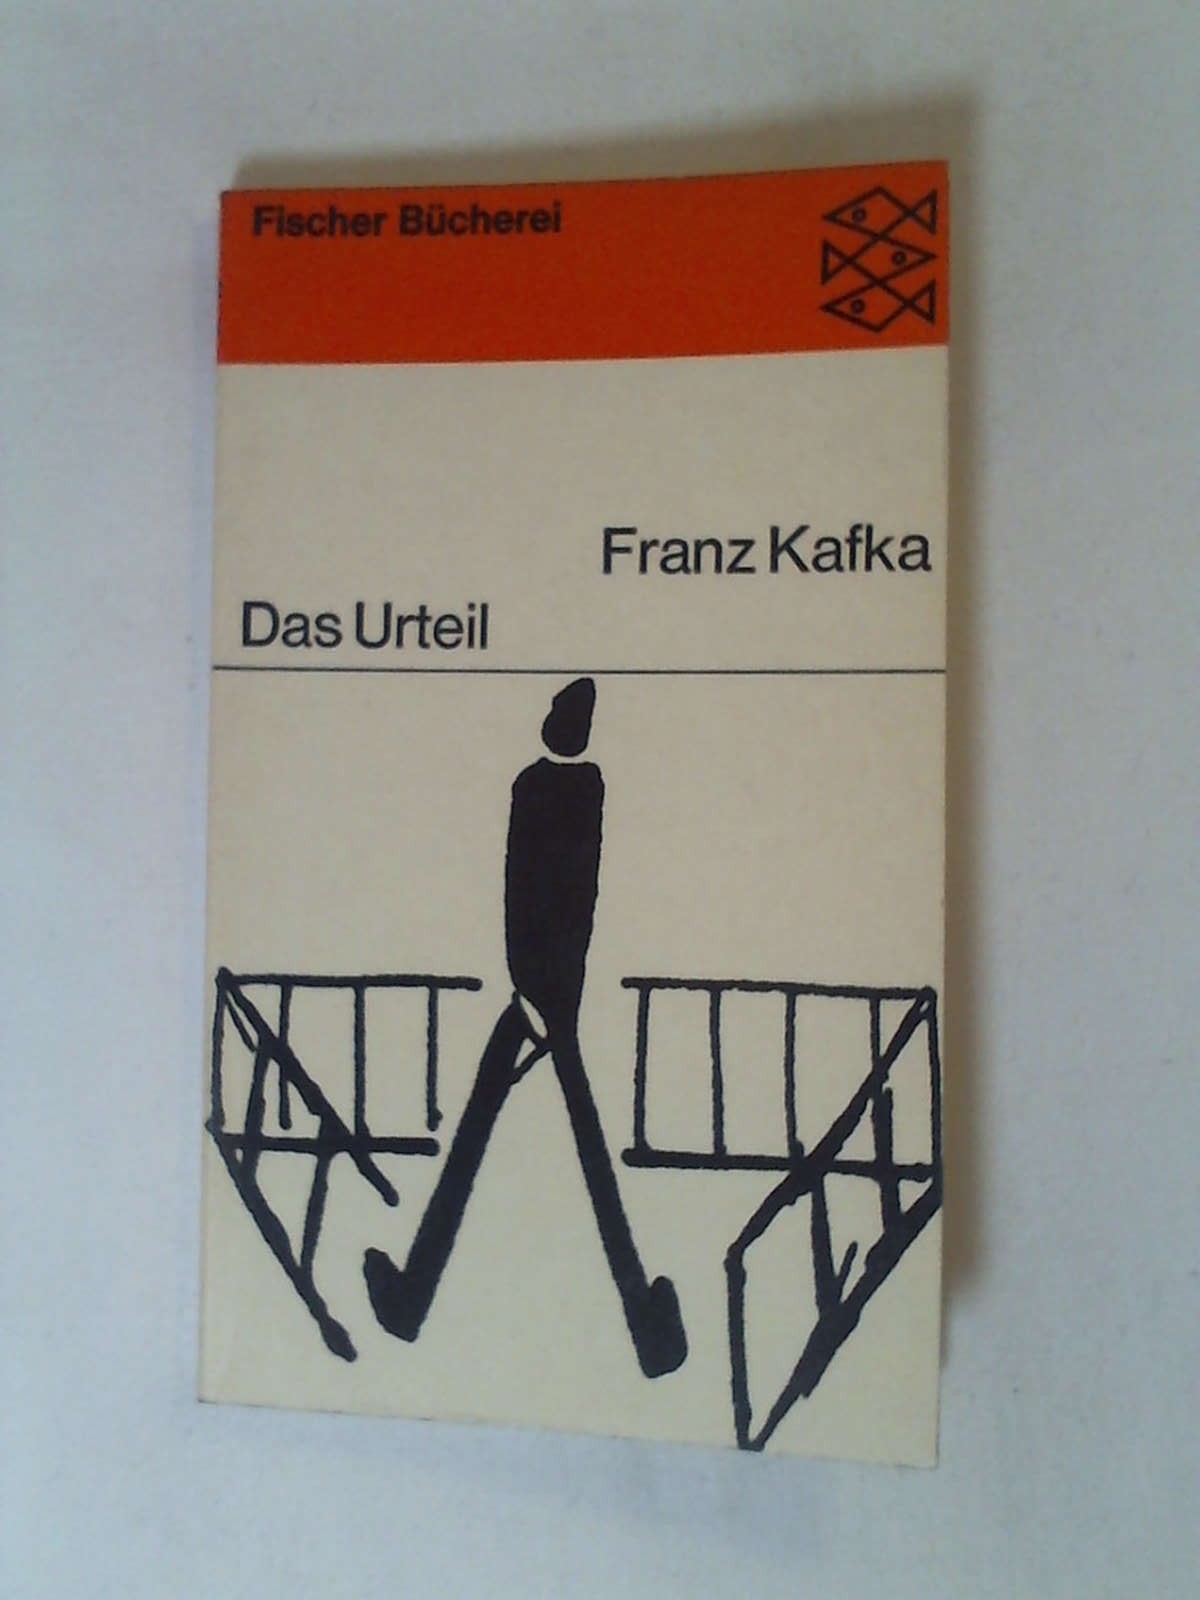 Fischer Bücherei
Franz Kafka
Das Urteil